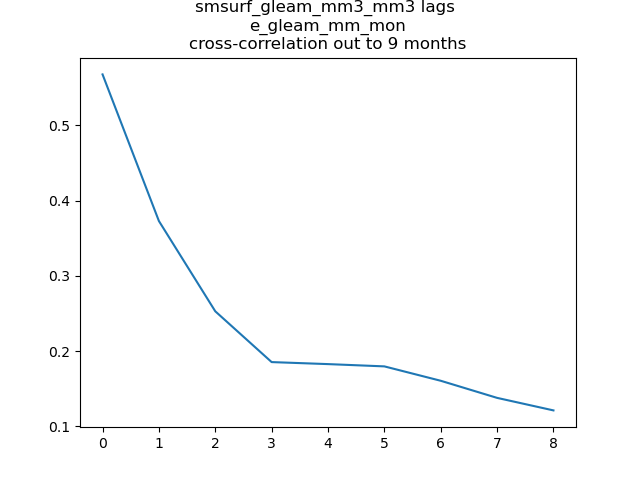 smsurf_gleam_mm3_mm3 lags
e_gleam_mm_mon
cross-correlation out to 9 months
0.5
0.4
0.3
0.2
0.1
0 1 2 3 4 5 6 7 8